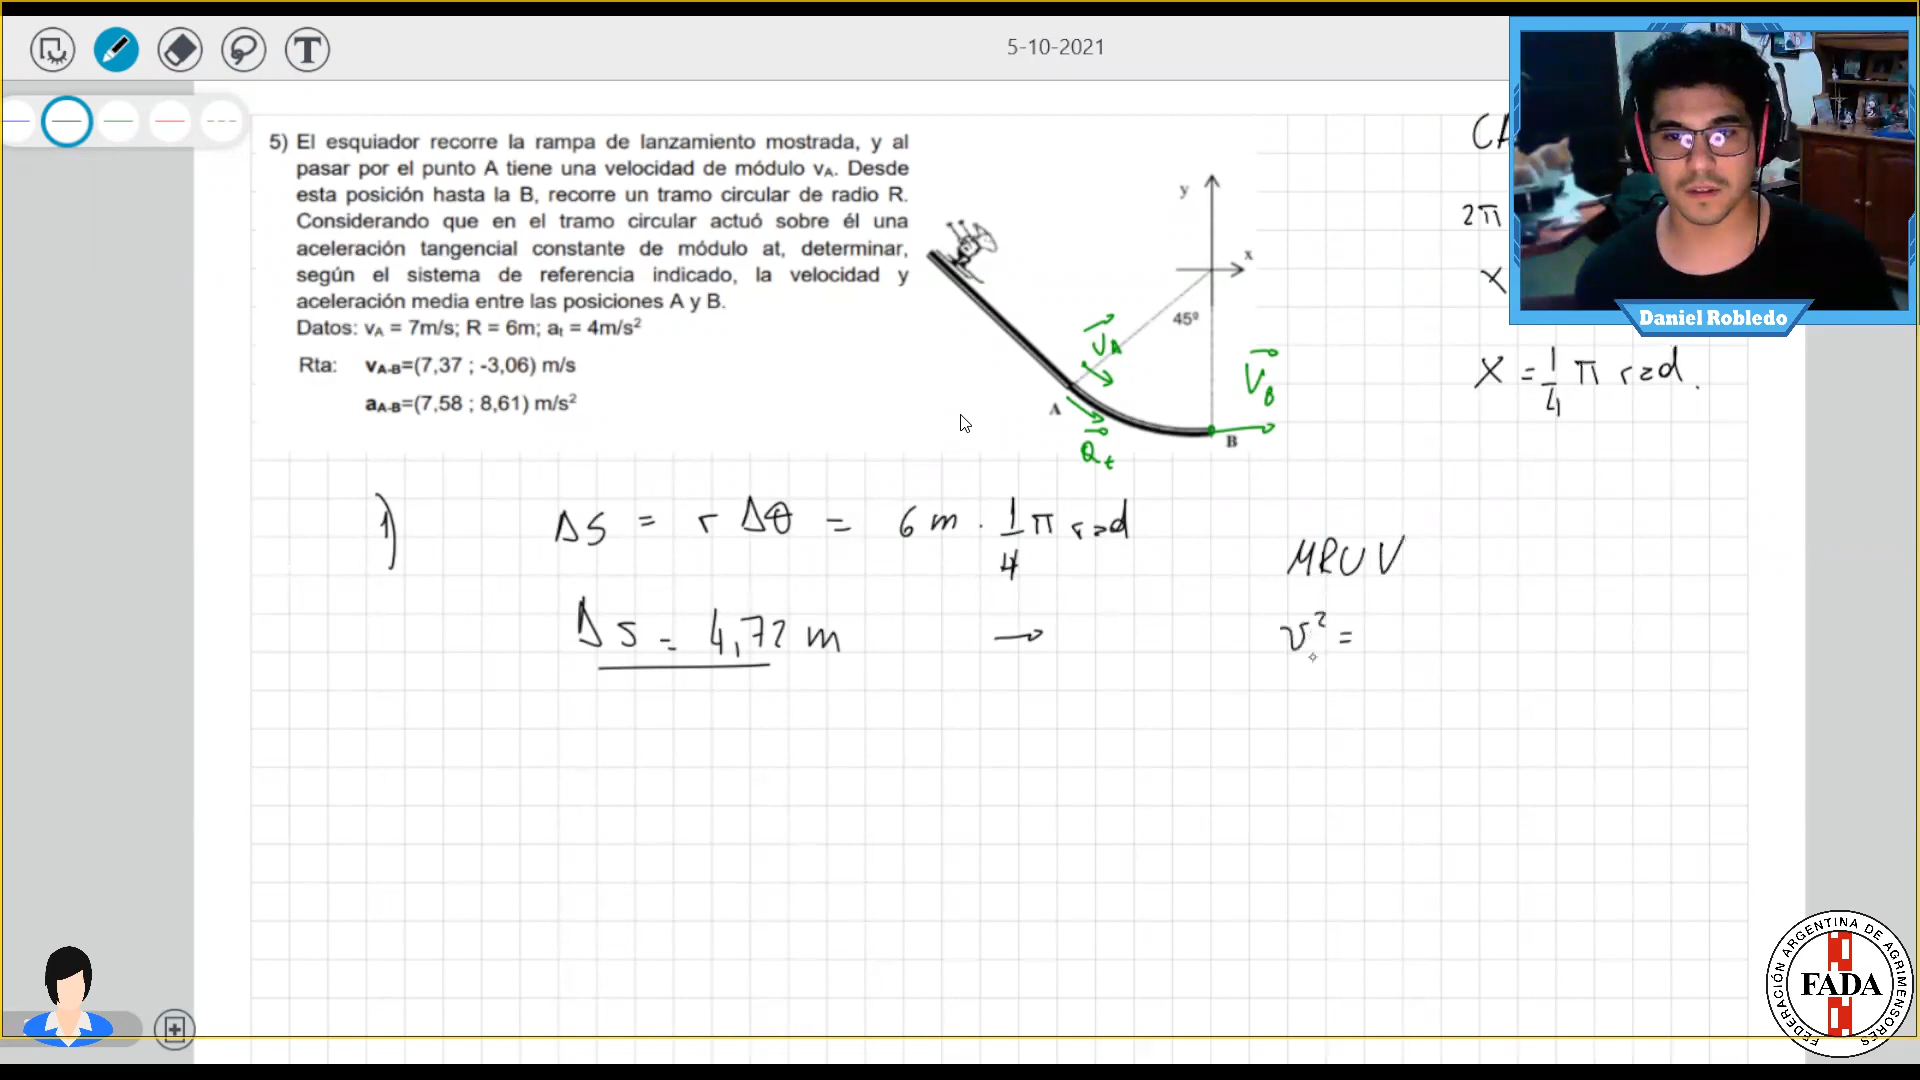 5-10-2021
5) El esquiador recorre la rampa de lanzamiento mostrada, y al
pasar por el punto A tiene una velocidad de módulo vA. Desde
esta posición hasta la B, recorre un tramo circular de radio R.
Considerando que en el tramo circular actuó sobre él una
aceleración tangencial constante de módulo at, determinar,
según el sistema de referencia indicado, la velocidad y
aceleración media entre las posiciones A y B.
Datos: vA = 7m/s; R = 6m; at = 4m/s²
Rta: vA-B=(7,37 ; -3,06) m/s
aA-B=(7,58 ; 8,61) m/s²
y
x
45º
VA
VB
A
B
at
CA
2π
X
X = 1/4 π rad.
Daniel Robledo
1) ΔS = r Δθ = 6 m . 1/4 π rad
ΔS = 4,72 m →
MRUV
v² =
FEDERACIÓN ARGENTINA DE AGRIMENSORES
FADA
F.A.D.A.